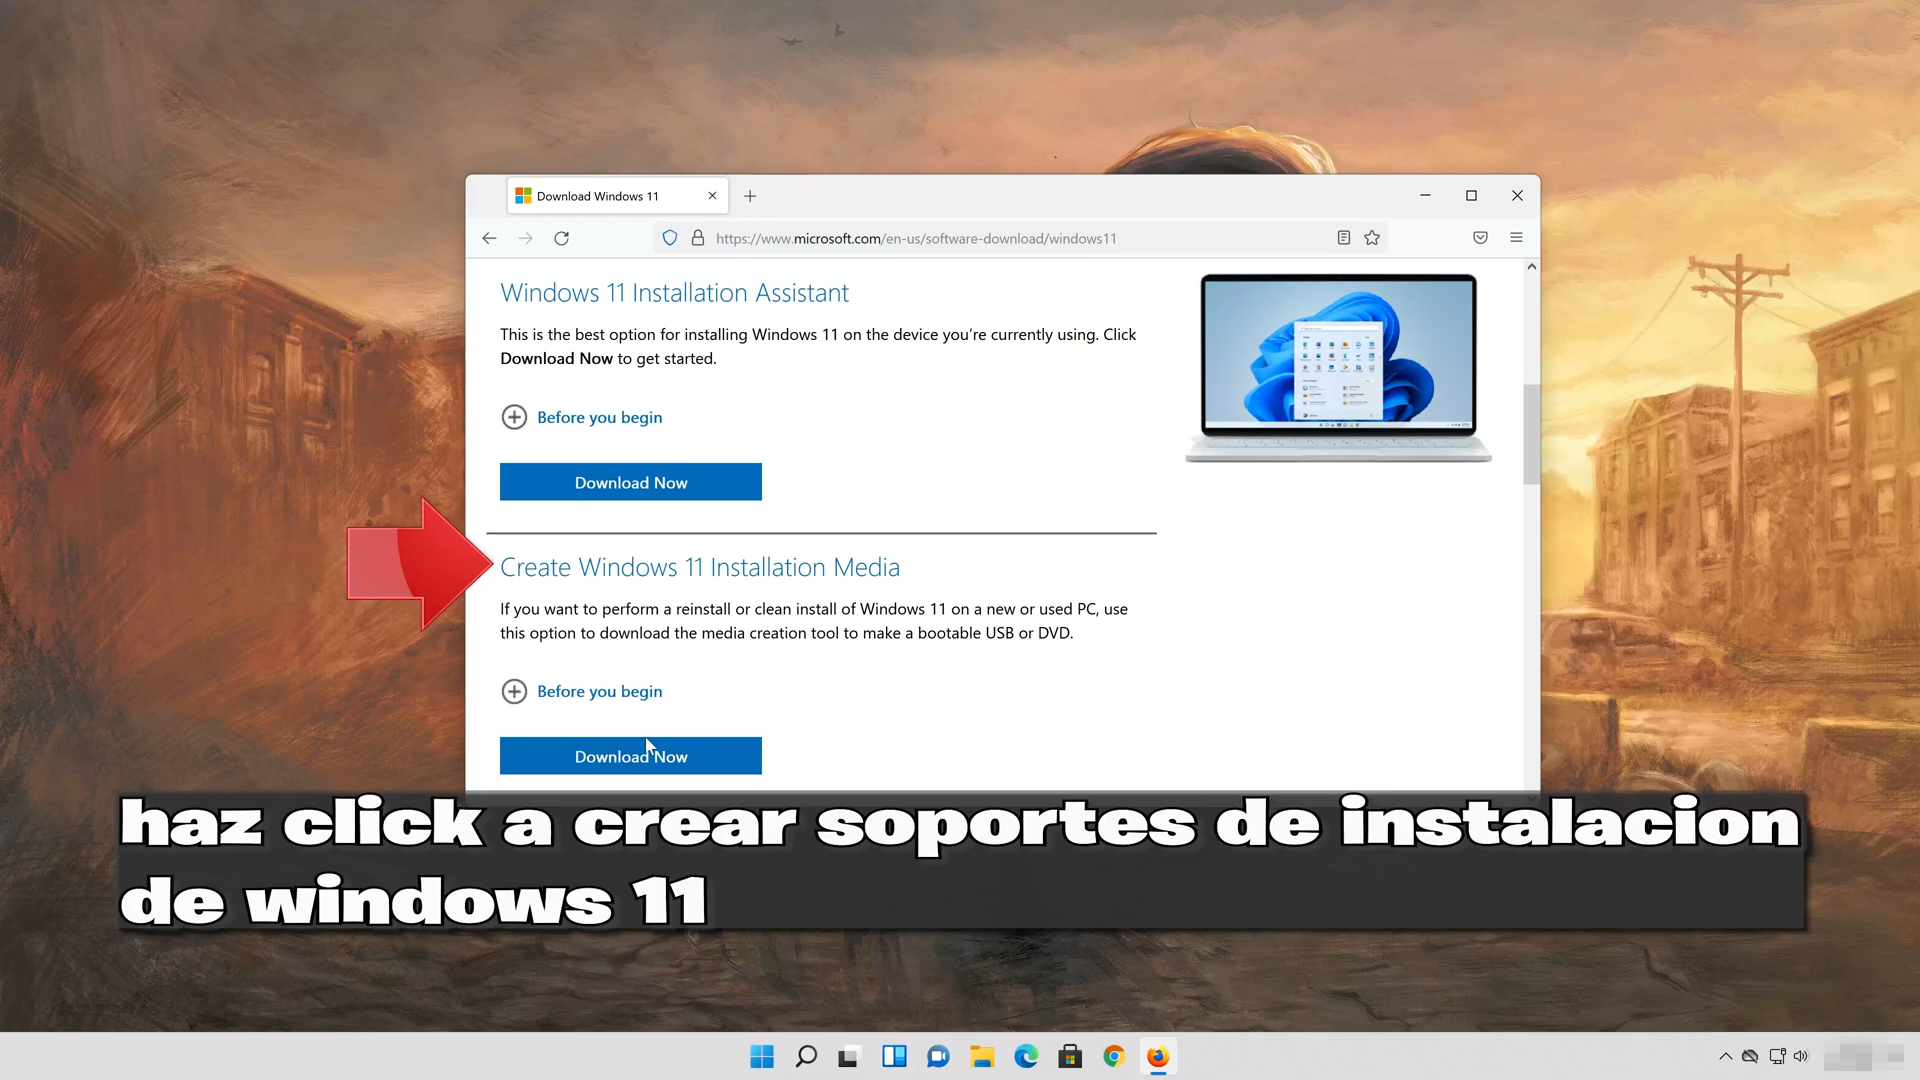 Download Windows 11
https://www.microsoft.com/en-us/software-download/windows11
Windows 11 Installation Assistant
This is the best option for installing Windows 11 on the device you're currently using. Click
Download Now to get started.
Before you begin
Download Now
Create Windows 11 Installation Media
If you want to perform a reinstall or clean install of Windows 11 on a new or used PC, use
this option to download the media creation tool to make a bootable USB or DVD.
Before you begin
Download Now
haz click a crear soportes de instalacion
de windows 11